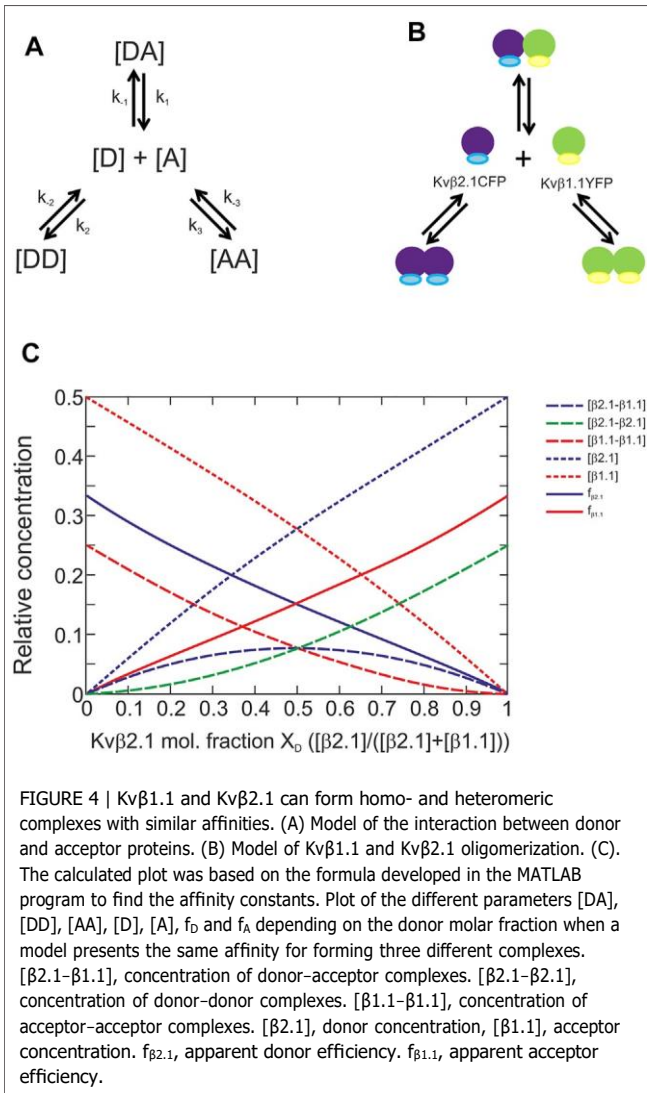 A
[DA]
k-1
k1
[D] + [A]
k-2
k2
k-3
k3
[DD]
[AA]
B
+
Kvβ2.1CFP
Kvβ1.1YFP
C
0.5
0.4
0.3
0.2
0.1
0
Relative concentration
0 0.1 0.2 0.3 0.4 0.5 0.6 0.7 0.8 0.9 1
Kvβ2.1 mol. fraction XD ([β2.1]/([β2.1]+[β1.1]))
[β2.1-β1.1]
[β2.1-β2.1]
[β1.1-β1.1]
[β2.1]
[β1.1]
fβ2.1
fβ1.1
FIGURE 4 | Kvβ1.1 and Kvβ2.1 can form homo- and heteromeric
complexes with similar affinities. (A) Model of the interaction between donor
and acceptor proteins. (B) Model of Kvβ1.1 and Kvβ2.1 oligomerization. (C).
The calculated plot was based on the formula developed in the MATLAB
program to find the affinity constants. Plot of the different parameters [DA],
[DD], [AA], [D], [A], fD and fA depending on the donor molar fraction when a
model presents the same affinity for forming three different complexes.
[β2.1–β1.1], concentration of donor–acceptor complexes. [β2.1–β2.1],
concentration of donor–donor complexes. [β1.1–β1.1], concentration of
acceptor–acceptor complexes. [β2.1], donor concentration, [β1.1], acceptor
concentration. fβ2.1, apparent donor efficiency. fβ1.1, apparent acceptor
efficiency.